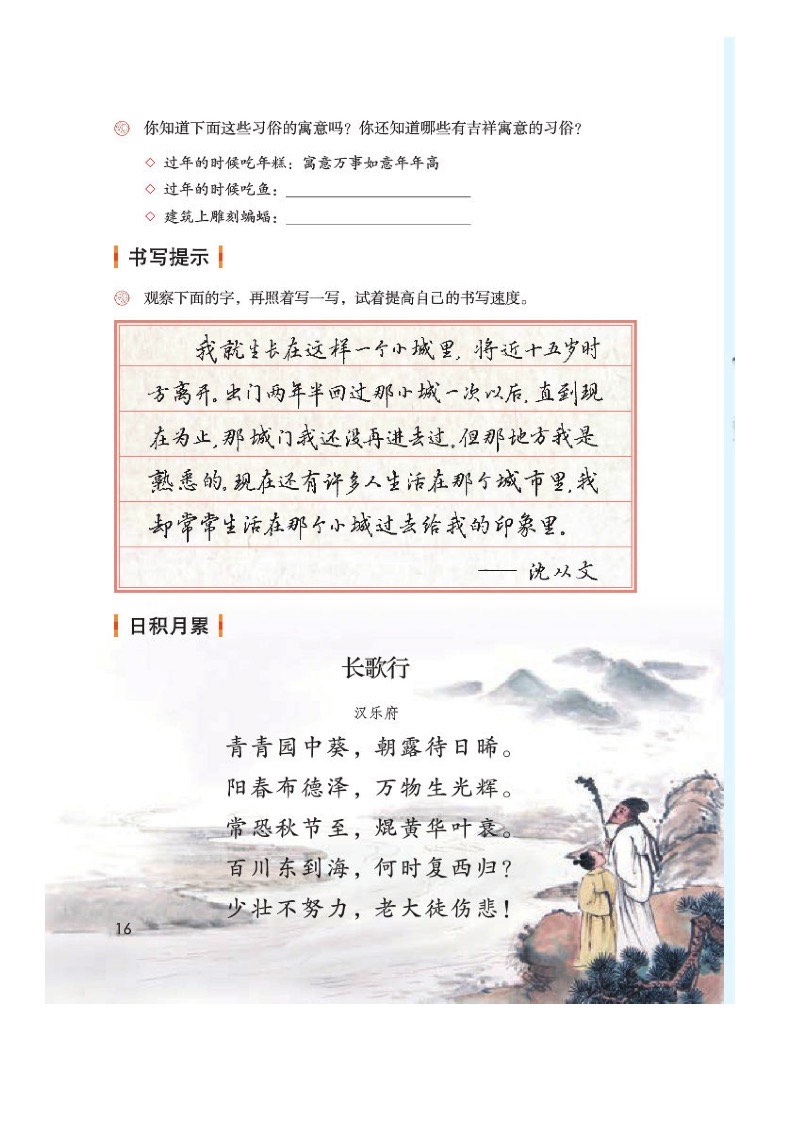 你知道下面这些习俗的寓意吗？你还知道哪些有吉祥寓意的习俗？
◇ 过年的时候吃年糕：寓意万事如意年年高
◇ 过年的时候吃鱼：
◇ 建筑上雕刻蝙蝠：
书写提示
观察下面的字，再照着写一写，试着提高自己的书写速度。
我就生长在这样一个小城里，将近十五岁时
方离开。出门两年半回过那小城一次以后，直到现
在为止，那城门我还没再进去过。但那地方我是
熟悉的。现在还有许多人生活在那个城市里，我
却常常生活在那个小城过去给我的印象里。
—— 沈从文
日积月累
长歌行
汉乐府
青青园中葵，朝露待日晞。
阳春布德泽，万物生光辉。
常恐秋节至，焜黄华叶衰。
百川东到海，何时复西归？
少壮不努力，老大徒伤悲！
16